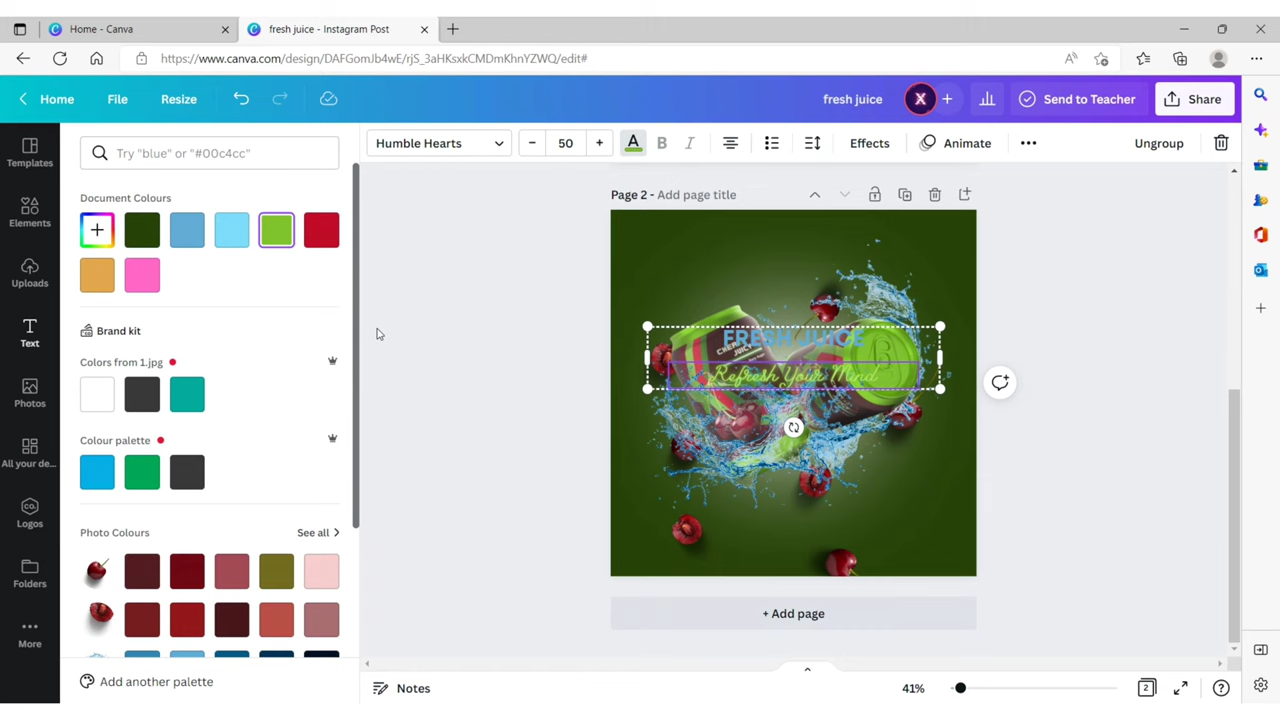 Home - Canva
fresh juice - Instagram Post
https://www.canva.com/design/DAFGomJb4wE/rjS_3aHKsxkCMDmKhnYZWQ/edit#
Home
File
Resize
fresh juice
X
Send to Teacher
Share
Templates
Elements
Uploads
Text
Photos
All your de...
Logos
Folders
More
Try "blue" or "#00c4cc"
Humble Hearts
50
A
B
I
Effects
Animate
Ungroup
Document Colours
Brand kit
Colors from 1.jpg
Colour palette
Photo Colours
See all
Add another palette
Page 2 - Add page title
FRESH JUICE
Refresh Your Mind
+ Add page
Notes
41%
2